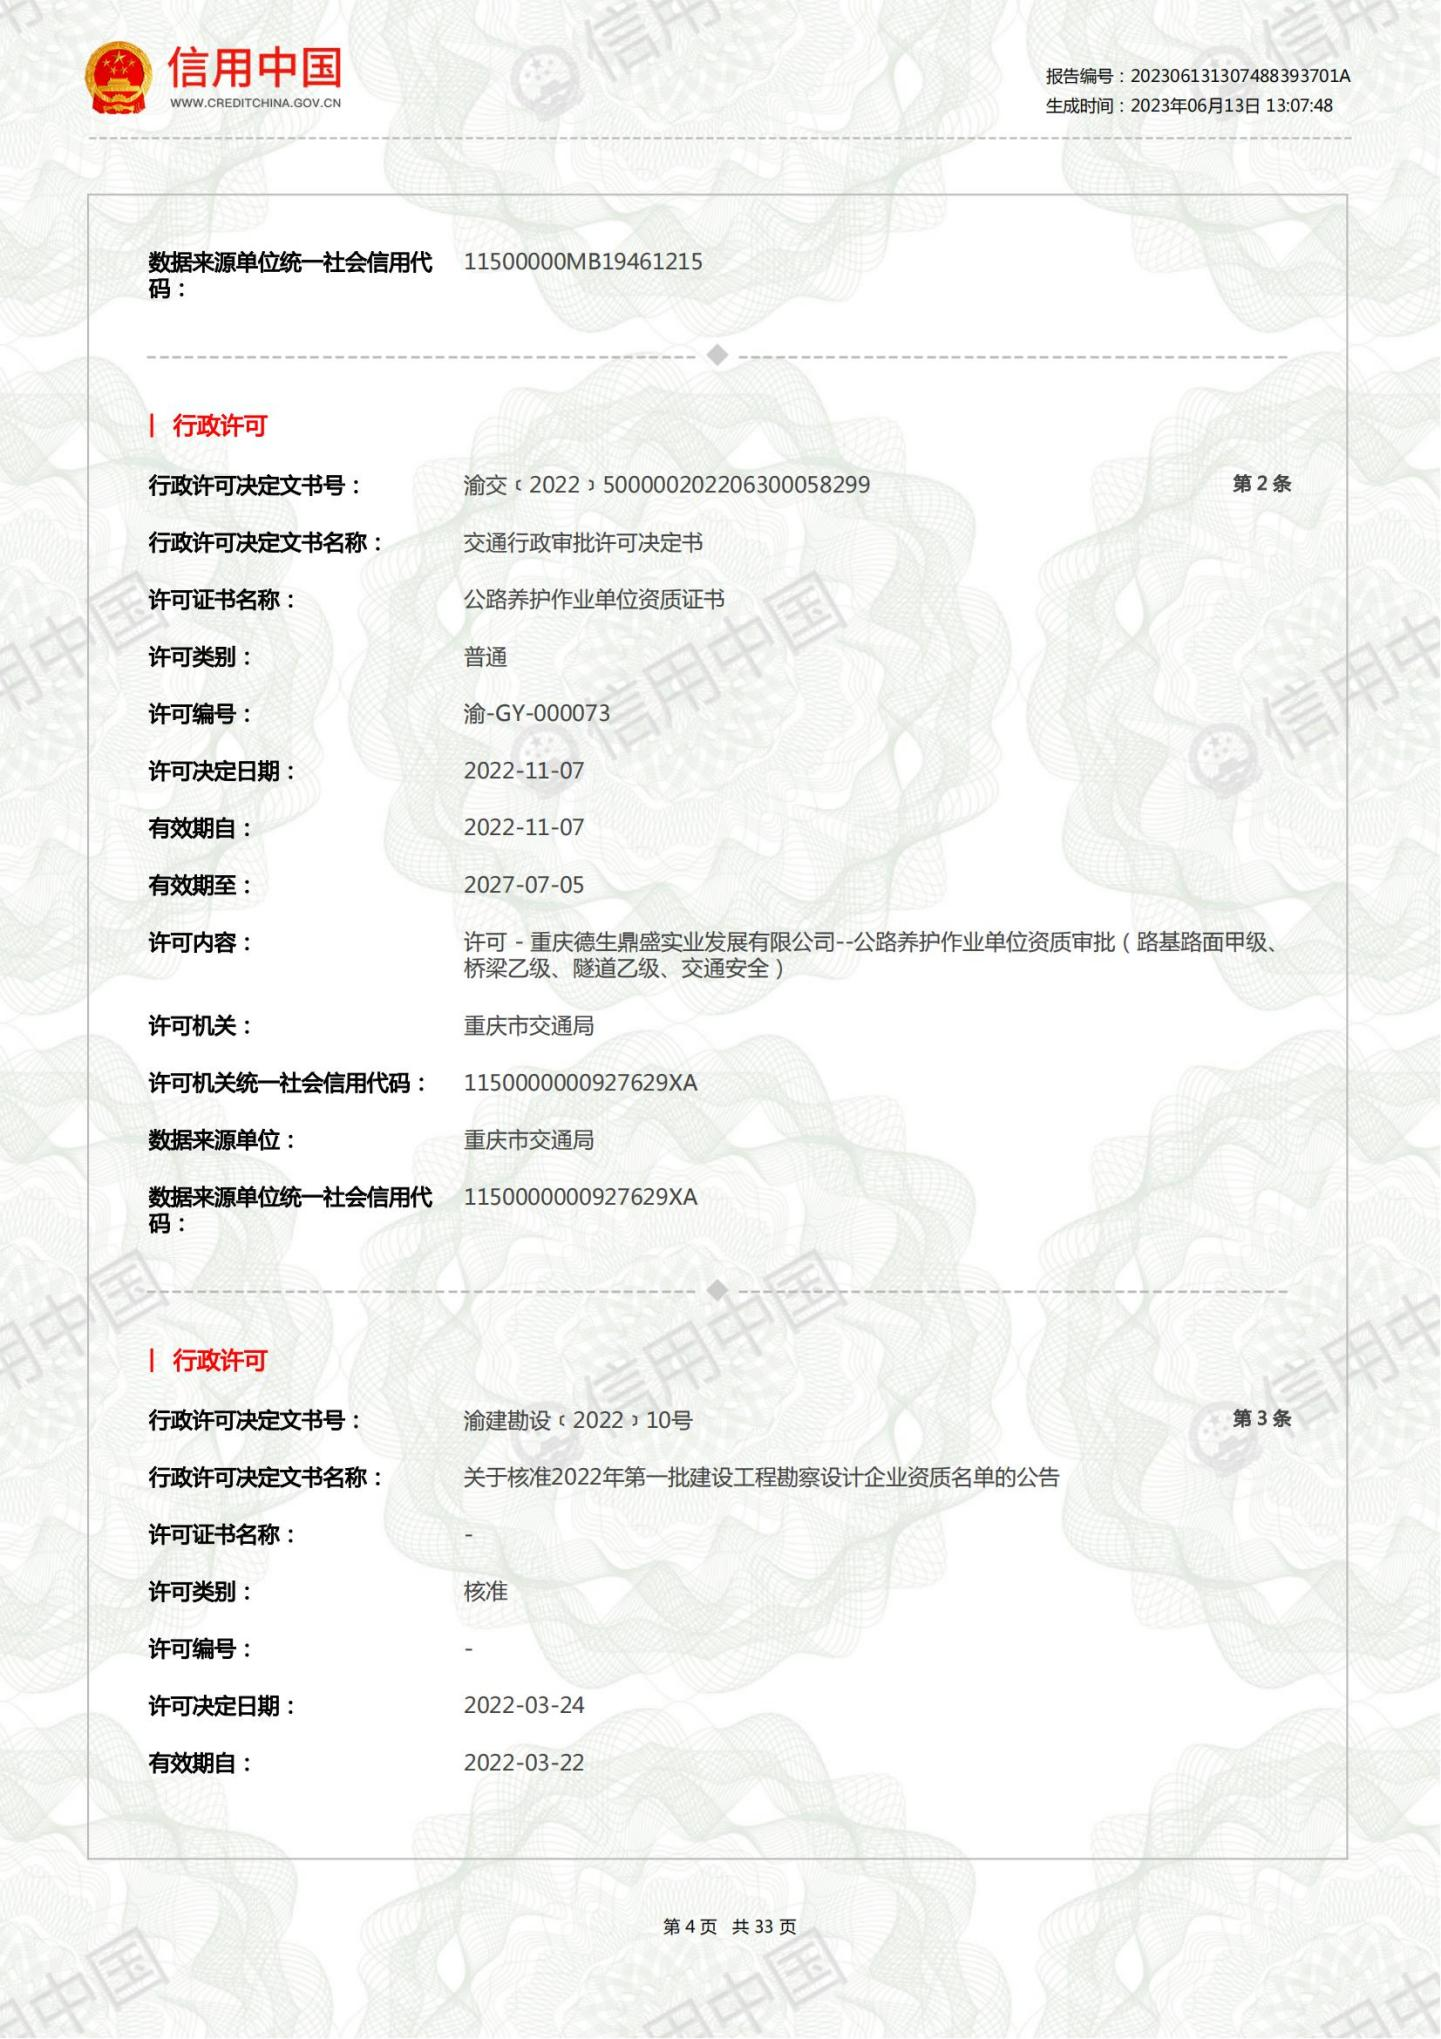 信用中国
WWW.CREDITCHINA.GOV.CN
报告编号：202306131307488393701A
生成时间：2023年06月13日 13:07:48
数据来源单位统一社会信用代 11500000MB19461215
码：
行政许可
行政许可决定文书号： 渝交﹝2022﹞500000202206300058299 第 2 条
行政许可决定文书名称： 交通行政审批许可决定书
许可证书名称： 公路养护作业单位资质证书
许可类别： 普通
许可编号： 渝-GY-000073
许可决定日期： 2022-11-07
有效期自： 2022-11-07
有效期至： 2027-07-05
许可内容： 许可 - 重庆德生鼎盛实业发展有限公司--公路养护作业单位资质审批（路基路面甲级、
桥梁乙级、隧道乙级、交通安全）
许可机关： 重庆市交通局
许可机关统一社会信用代码： 1150000000927629XA
数据来源单位： 重庆市交通局
数据来源单位统一社会信用代 1150000000927629XA
码：
行政许可
行政许可决定文书号： 渝建勘设﹝2022﹞10号 第 3 条
行政许可决定文书名称： 关于核准2022年第一批建设工程勘察设计企业资质名单的公告
许可证书名称： -
许可类别： 核准
许可编号： -
许可决定日期： 2022-03-24
有效期自： 2022-03-22
第 4 页 共 33 页